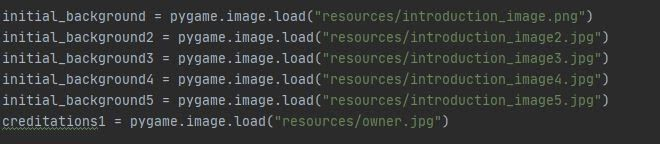 initial_background = pygame.image.load("resources/introduction_image.png")
initial_background2 = pygame.image.load("resources/introduction_image2.jpg")
initial_background3 = pygame.image.load("resources/introduction_image3.jpg")
initial_background4 = pygame.image.load("resources/introduction_image4.jpg")
initial_background5 = pygame.image.load("resources/introduction_image5.jpg")
creditations1 = pygame.image.load("resources/owner.jpg")